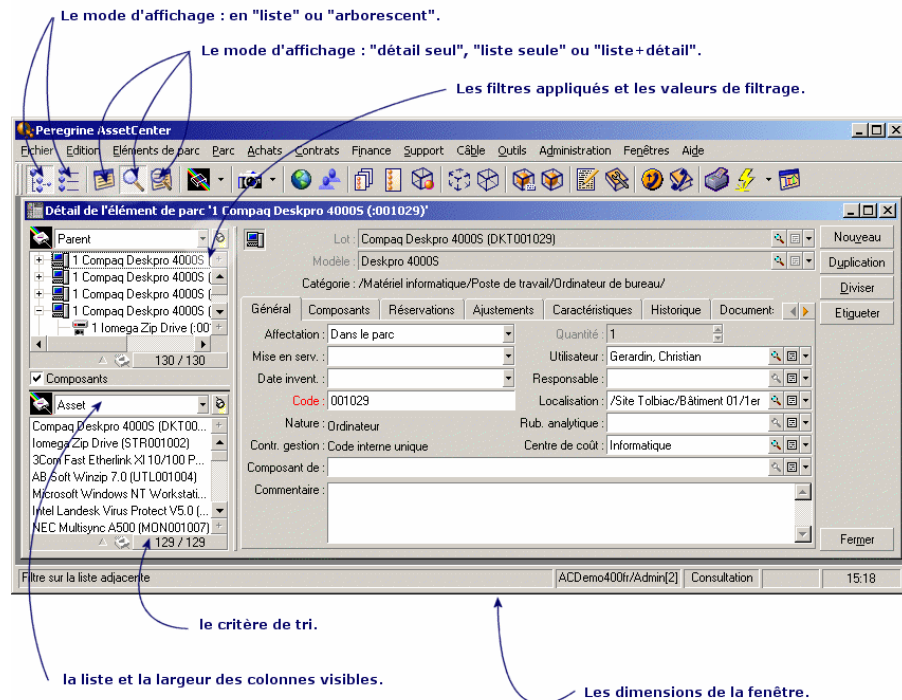 Le mode d'affichage : en "liste" ou "arborescent".
Le mode d'affichage : "détail seul", "liste seule" ou "liste+détail".
Les filtres appliqués et les valeurs de filtrage.
Peregrine AssetCenter
Fichier Edition Eléments de parc Parc Achats Contrats Finance Support Câble Outils Administration Fenêtres Aide
Détail de l'élément de parc '1 Compaq Deskpro 4000S (:001029)'
Parent
1 Compaq Deskpro 4000S
1 Compaq Deskpro 4000S (
1 Compaq Deskpro 4000S (
1 Compaq Deskpro 4000S (
1 Iomega Zip Drive (:00
130 / 130
Composants
Asset
Compaq Deskpro 4000S (DKT00...
Iomega Zip Drive (STR001002)
3Com Fast Etherlink XI 10/100 P...
AB Soft Winzip 7.0 (UTL001004)
Microsoft Windows NT Workstati...
Intel Landesk Virus Protect V5.0 (...
NEC Multisync A500 (MON001007)
129 / 129
Lot : Compaq Deskpro 4000S (DKT001029)
Modèle : Deskpro 4000S
Catégorie : /Matériel informatique/Poste de travail/Ordinateur de bureau/
Général Composants Réservations Ajustements Caractéristiques Historique Document:
Affectation : Dans le parc Quantité : 1
Mise en serv. : Utilisateur : Gerardin, Christian
Date invent. : Responsable :
Code : 001029 Localisation : /Site Tolbiac/Bâtiment 01/1er
Nature : Ordinateur Rub. analytique :
Contr. gestion : Code interne unique Centre de coût : Informatique
Composant de :
Commentaire :
Nouveau
Duplication
Diviser
Etiqueter
Fermer
Filtre sur la liste adjacente ACDemo400fr/Admin[2] Consultation 15:18
le critère de tri.
la liste et la largeur des colonnes visibles.
Les dimensions de la fenêtre.